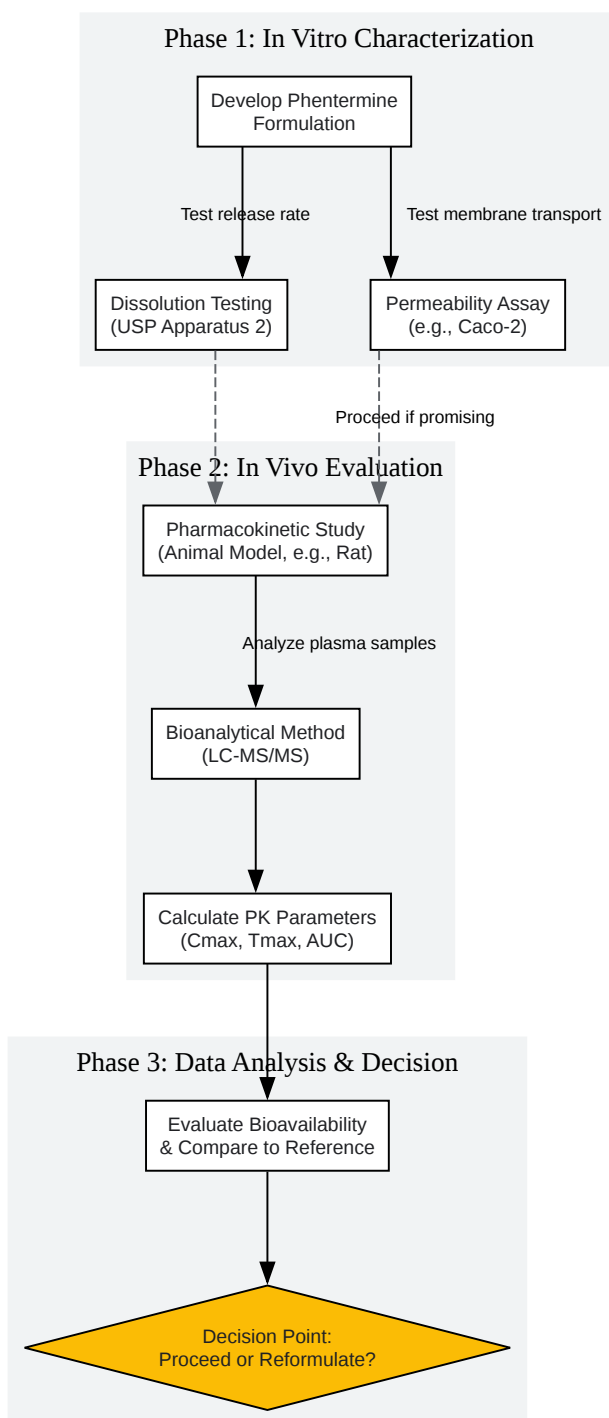 Phase 1: In Vitro Characterization
Develop Phentermine
Formulation
Test release rate
Test membrane transport
Dissolution Testing
(USP Apparatus 2)
Permeability Assay
(e.g., Caco-2)
Proceed if promising
Phase 2: In Vivo Evaluation
Pharmacokinetic Study
(Animal Model, e.g., Rat)
Analyze plasma samples
Bioanalytical Method
(LC-MS/MS)
Calculate PK Parameters
(Cmax, Tmax, AUC)
Phase 3: Data Analysis & Decision
Evaluate Bioavailability
& Compare to Reference
Decision Point:
Proceed or Reformulate?